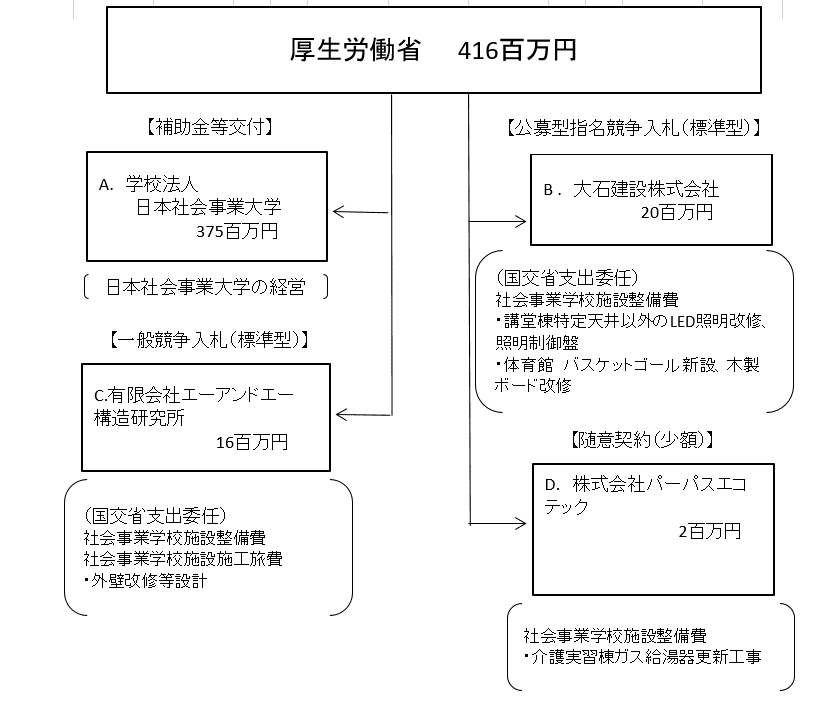 厚生労働省　416百万円
【補助金等交付】
A. 学校法人
日本社会事業大学
375百万円
日本社会事業大学の経営
【一般競争入札(標準型)】
C.有限会社エーアンドエー
構造研究所
16百万円
(国交省支出委任)
社会事業学校施設整備費
社会事業学校施設施工旅費
・外壁改修等設計
【公募型指名競争入札(標準型)】
B . 大石建設株式会社
20百万円
(国交省支出委任)
社会事業学校施設整備費
・講堂棟特定天井以外のLED照明改修、
照明制御盤
・体育館　バスケットゴール新設、木製
ボード改修
【随意契約(少額)】
D. 株式会社パーパスエコ
テック
2百万円
社会事業学校施設整備費
・介護実習棟ガス給湯器更新工事